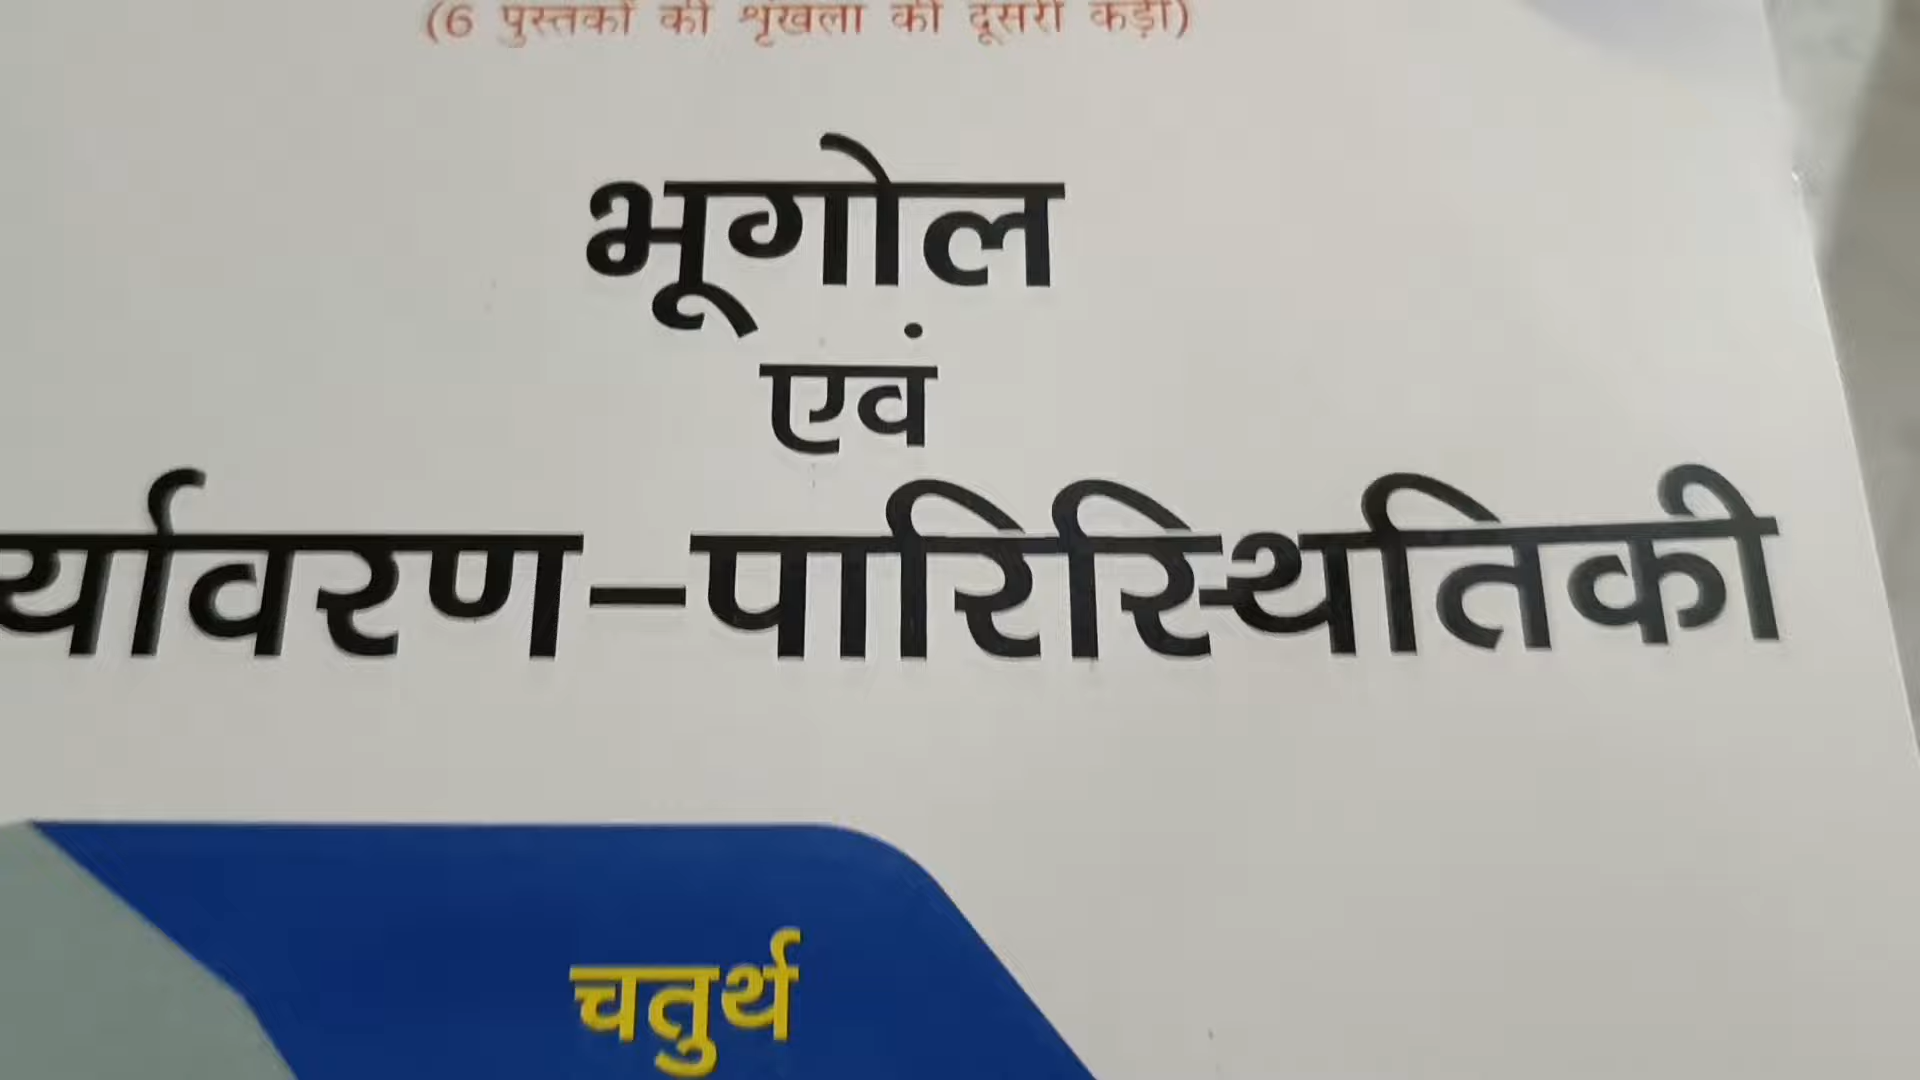 (6 पुस्तकों की शृंखला की दूसरी कड़ी)
भूगोल
एवं
र्यावरण–पारिस्थितिकी
चतुर्थ